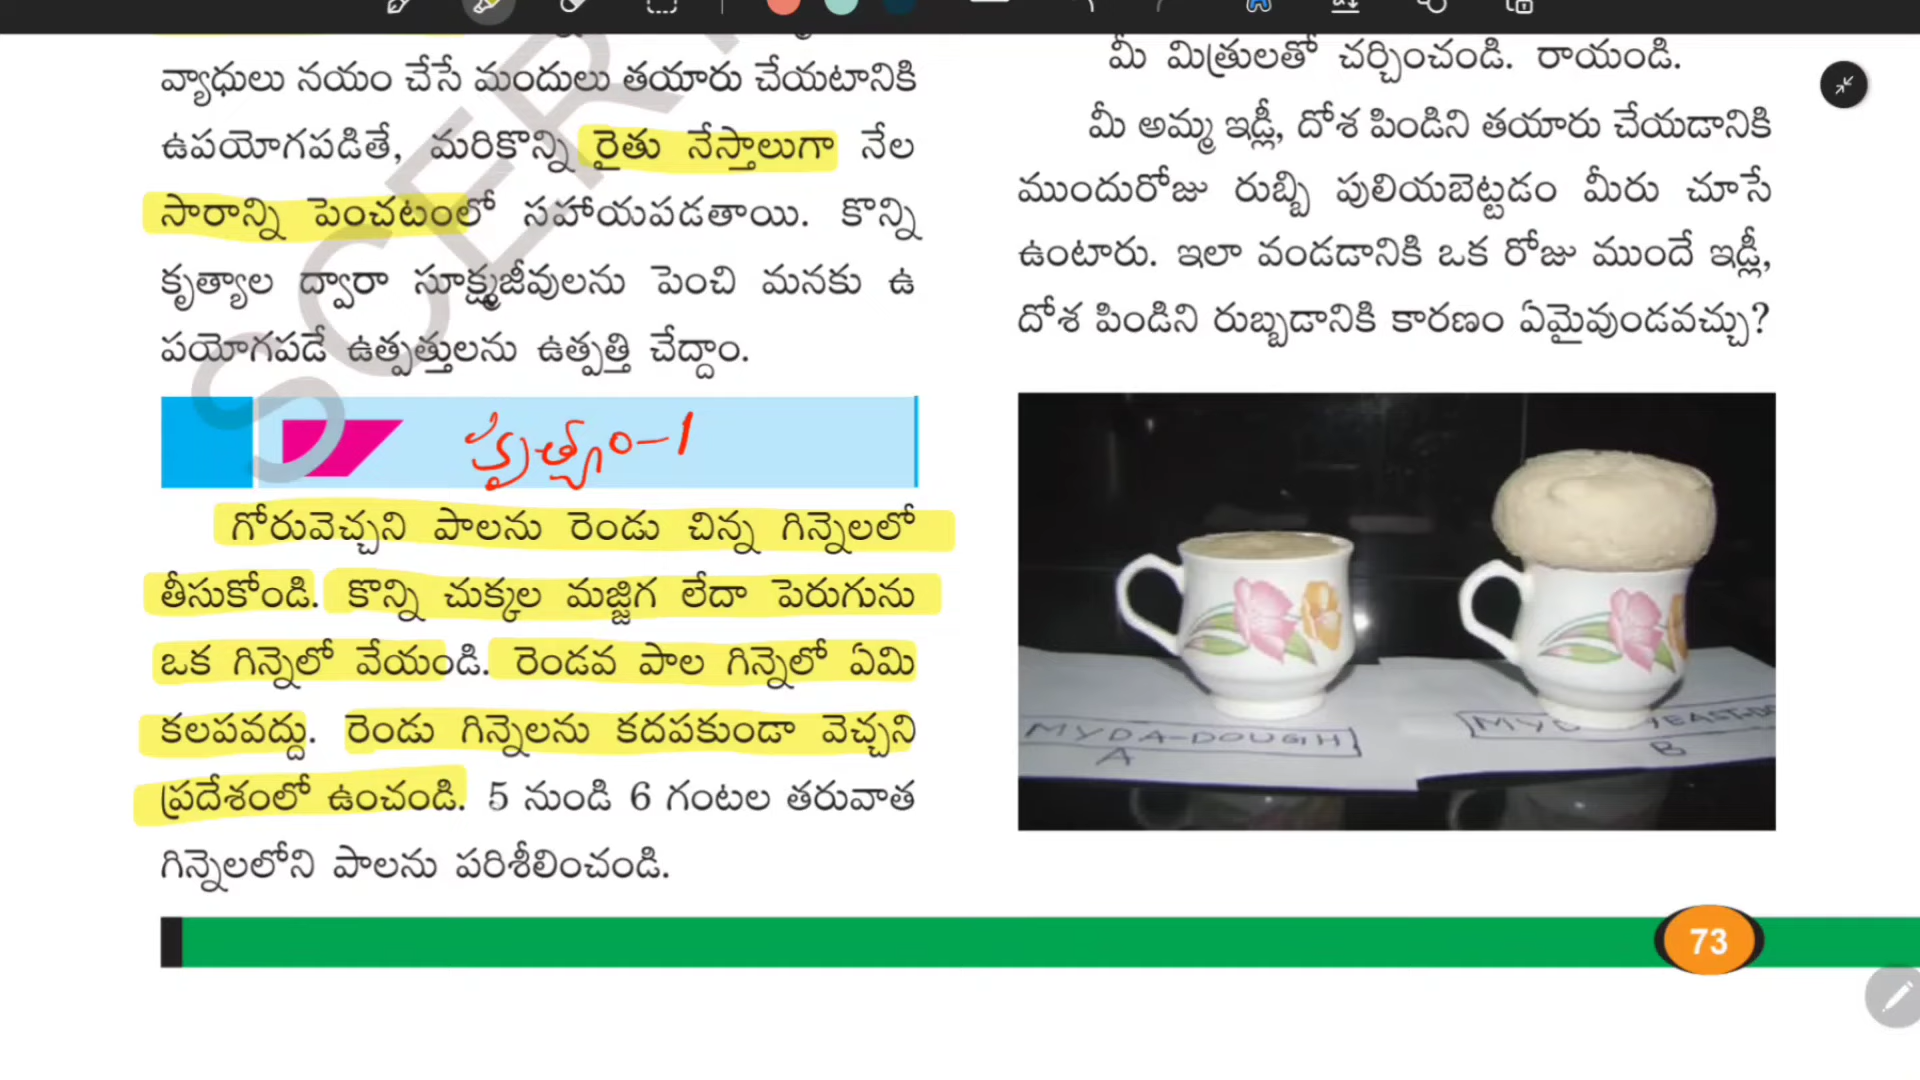 వ్యాధులు నయం చేసే మందులు తయారు చేయటానికి
ఉపయోగపడితే, మరికొన్ని రైతు నేస్తాలుగా నేల
సారాన్ని పెంచటంలో సహాయపడతాయి. కొన్ని
కృత్యాల ద్వారా సూక్ష్మజీవులను పెంచి మనకు ఉ
పయోగపడే ఉత్పత్తులను ఉత్పత్తి చేద్దాం.
కృత్యం-1
గోరువెచ్చని పాలను రెండు చిన్న గిన్నెలలో
తీసుకోండి. కొన్ని చుక్కల మజ్జిగ లేదా పెరుగును
ఒక గిన్నెలో వేయండి. రెండవ పాల గిన్నెలో ఏమి
కలపవద్దు. రెండు గిన్నెలను కదపకుండా వెచ్చని
ప్రదేశంలో ఉంచండి. 5 నుండి 6 గంటల తరువాత
గిన్నెలలోని పాలను పరిశీలించండి.
మీ మిత్రులతో చర్చించండి. రాయండి.
మీ అమ్మ ఇడ్లీ, దోశ పిండిని తయారు చేయడానికి
ముందురోజు రుబ్బి పులియబెట్టడం మీరు చూసే
ఉంటారు. ఇలా వండడానికి ఒక రోజు ముందే ఇడ్లీ,
దోశ పిండిని రుబ్బడానికి కారణం ఏమైవుండవచ్చు?
MYDA-DOUGH
A
B
73
SCER